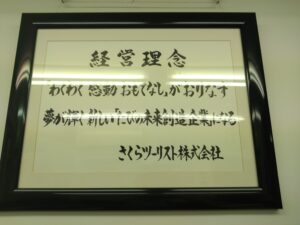 経営理念
わくわく感動おもてなしがおりなす
夢が輝く新しい「たびの未来創造企業」になる
さくらツーリスト株式会社